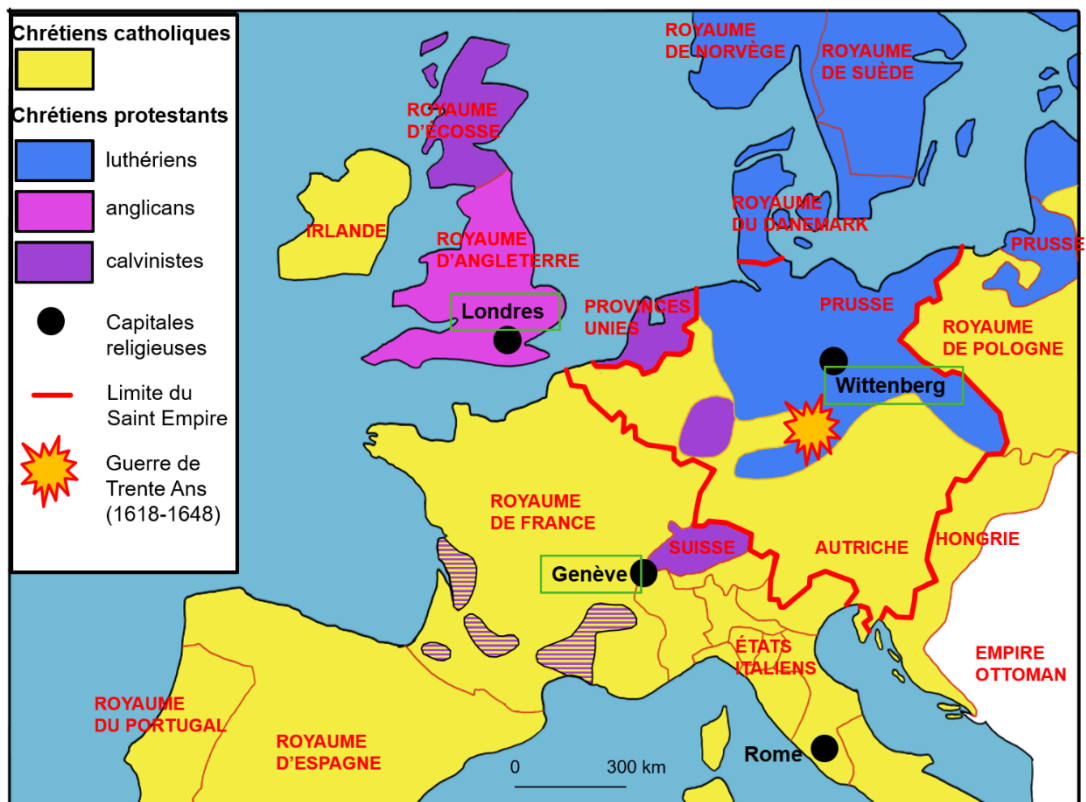 Chrétiens catholiques
Chrétiens protestants
luthériens
anglicans
calvinistes
Capitales
religieuses
Limite du
Saint Empire
Guerre de
Trente Ans
(1618-1648)
ROYAUME
DE NORVÈGE
ROYAUME
DE SUÈDE
ROYAUME
D'ÉCOSSE
IRLANDE
ROYAUME
D'ANGLETERRE
Londres
ROYAUME
DU DANEMARK
PRUSSE
PROVINCES
UNIES
PRUSSE
ROYAUME
DE POLOGNE
Wittenberg
ROYAUME
DE FRANCE
SUISSE
AUTRICHE
HONGRIE
Genève
ÉTATS
ITALIENS
EMPIRE
OTTOMAN
ROYAUME
DU PORTUGAL
ROYAUME
D'ESPAGNE
Rome
0 300 km